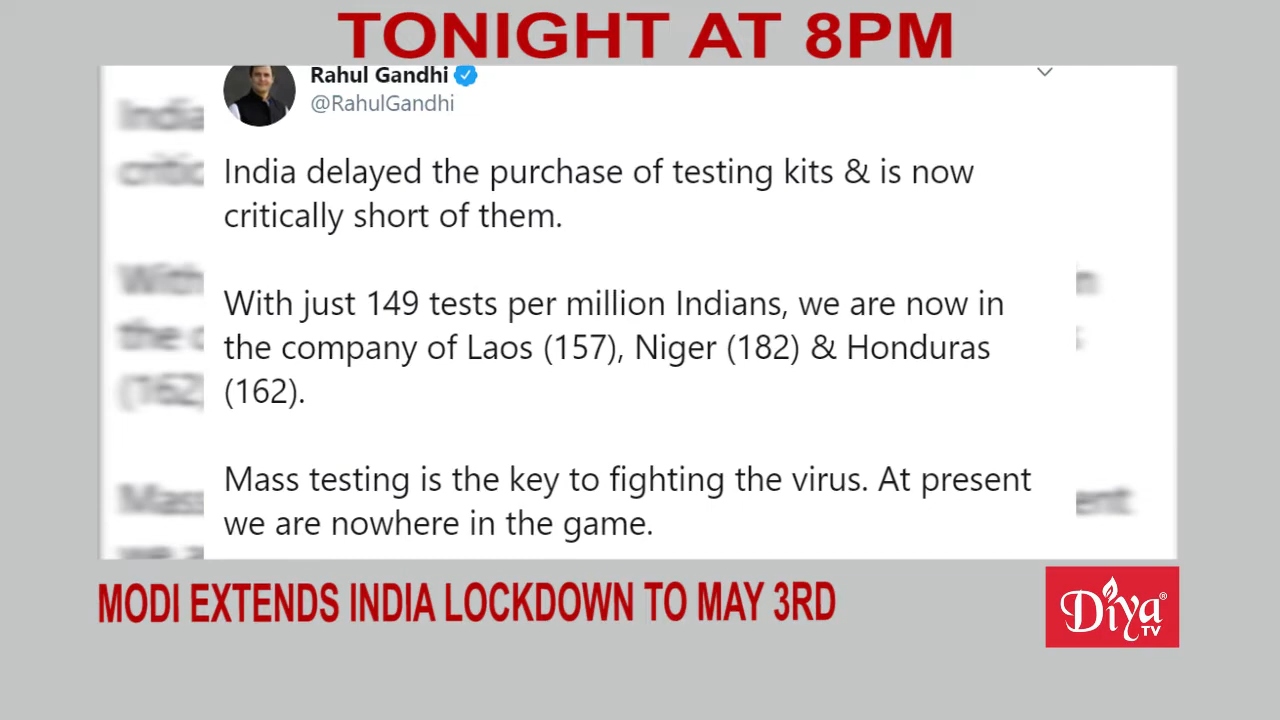 TONIGHT AT 8PM
Rahul Gandhi
@RahulGandhi
India delayed the purchase of testing kits & is now
critically short of them.
With just 149 tests per million Indians, we are now in
the company of Laos (157), Niger (182) & Honduras
(162).
Mass testing is the key to fighting the virus. At present
we are nowhere in the game.
MODI EXTENDS INDIA LOCKDOWN TO MAY 3RD
Diya®
TV